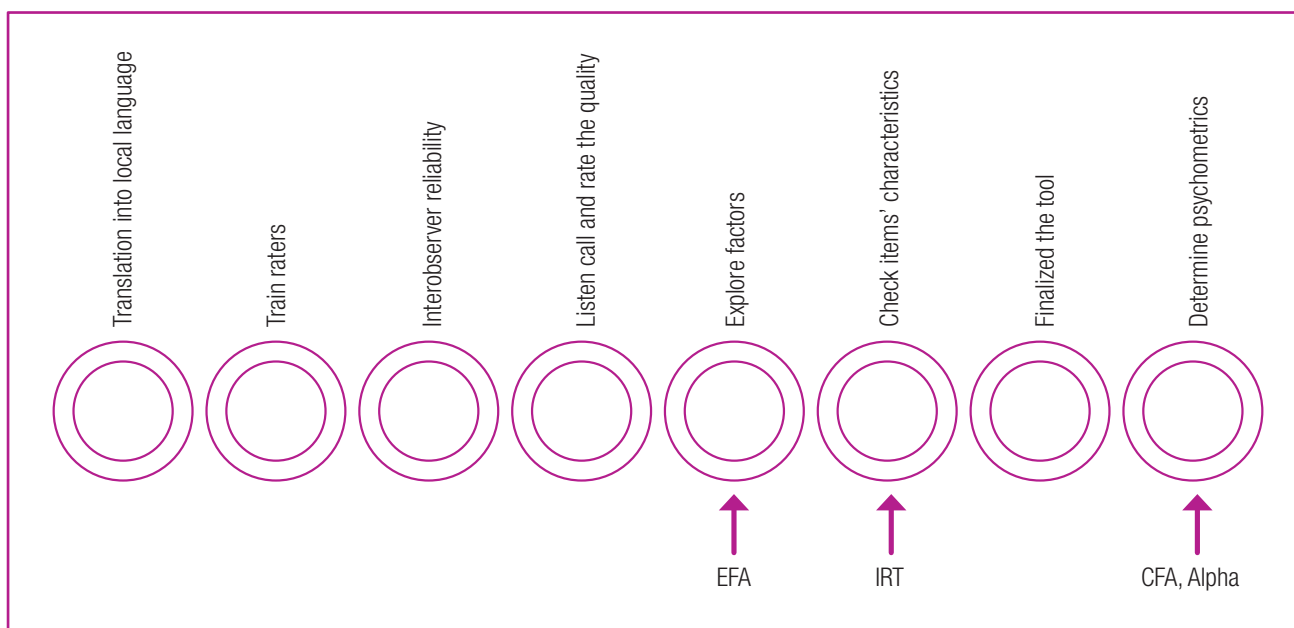 Translation into local language
Train raters
Interobserver reliability
Listen call and rate the quality
Explore factors
Check items’ characteristics
Finalized the tool
Determine psychometrics
EFA
IRT
CFA, Alpha